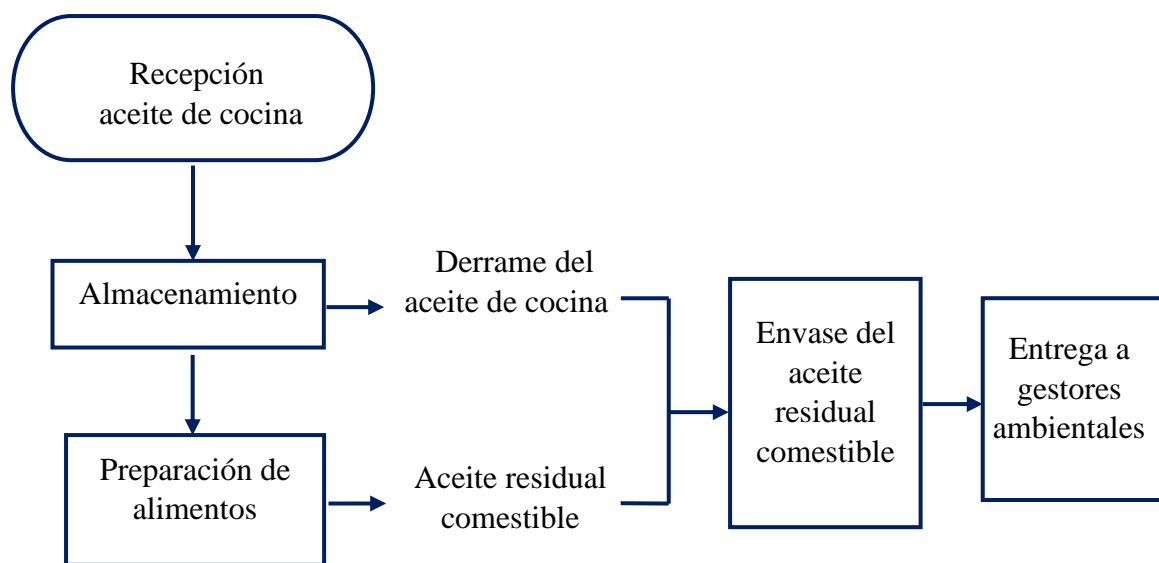 Recepción
aceite de cocina
Almacenamiento
Derrame del
aceite de cocina
Preparación de
alimentos
Aceite residual
comestible
Envase del
aceite
residual
comestible
Entrega a
gestores
ambientales